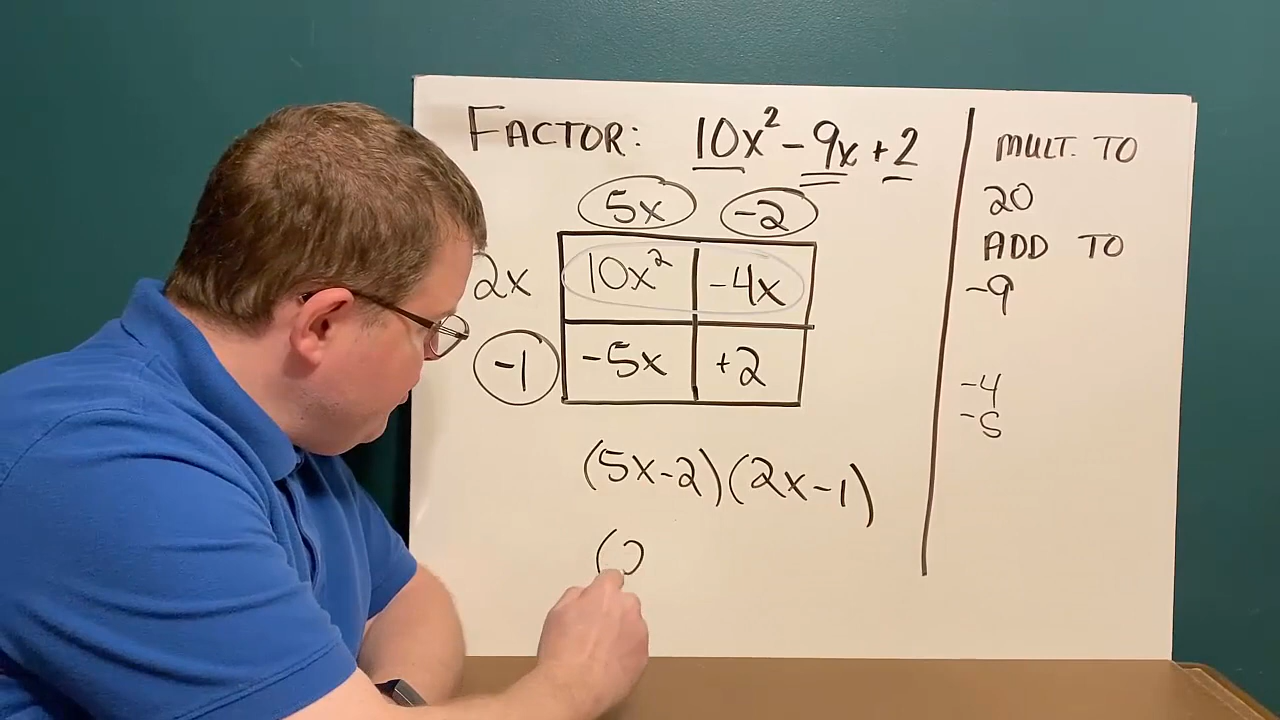 FACTOR: 10x² - 9x + 2
5x -2
2x 10x² -4x
-1 -5x +2
(5x-2)(2x-1)
(2
MULT. TO
20
ADD TO
-9
-4
-5